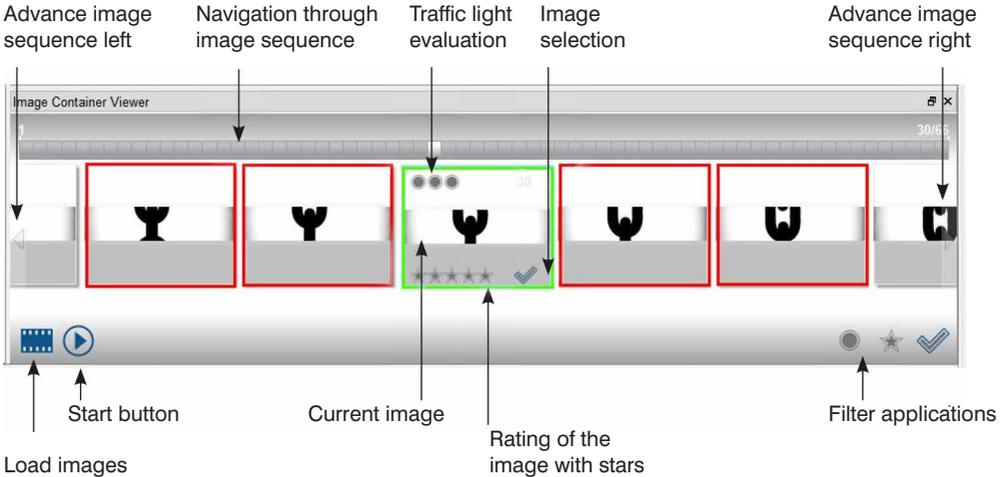 Advance image
sequence left
Navigation through
image sequence
Traffic light
evaluation
Image
selection
Advance image
sequence right
Image Container Viewer
1
30/66
30
Start button
Current image
Filter applications
Rating of the
image with stars
Load images